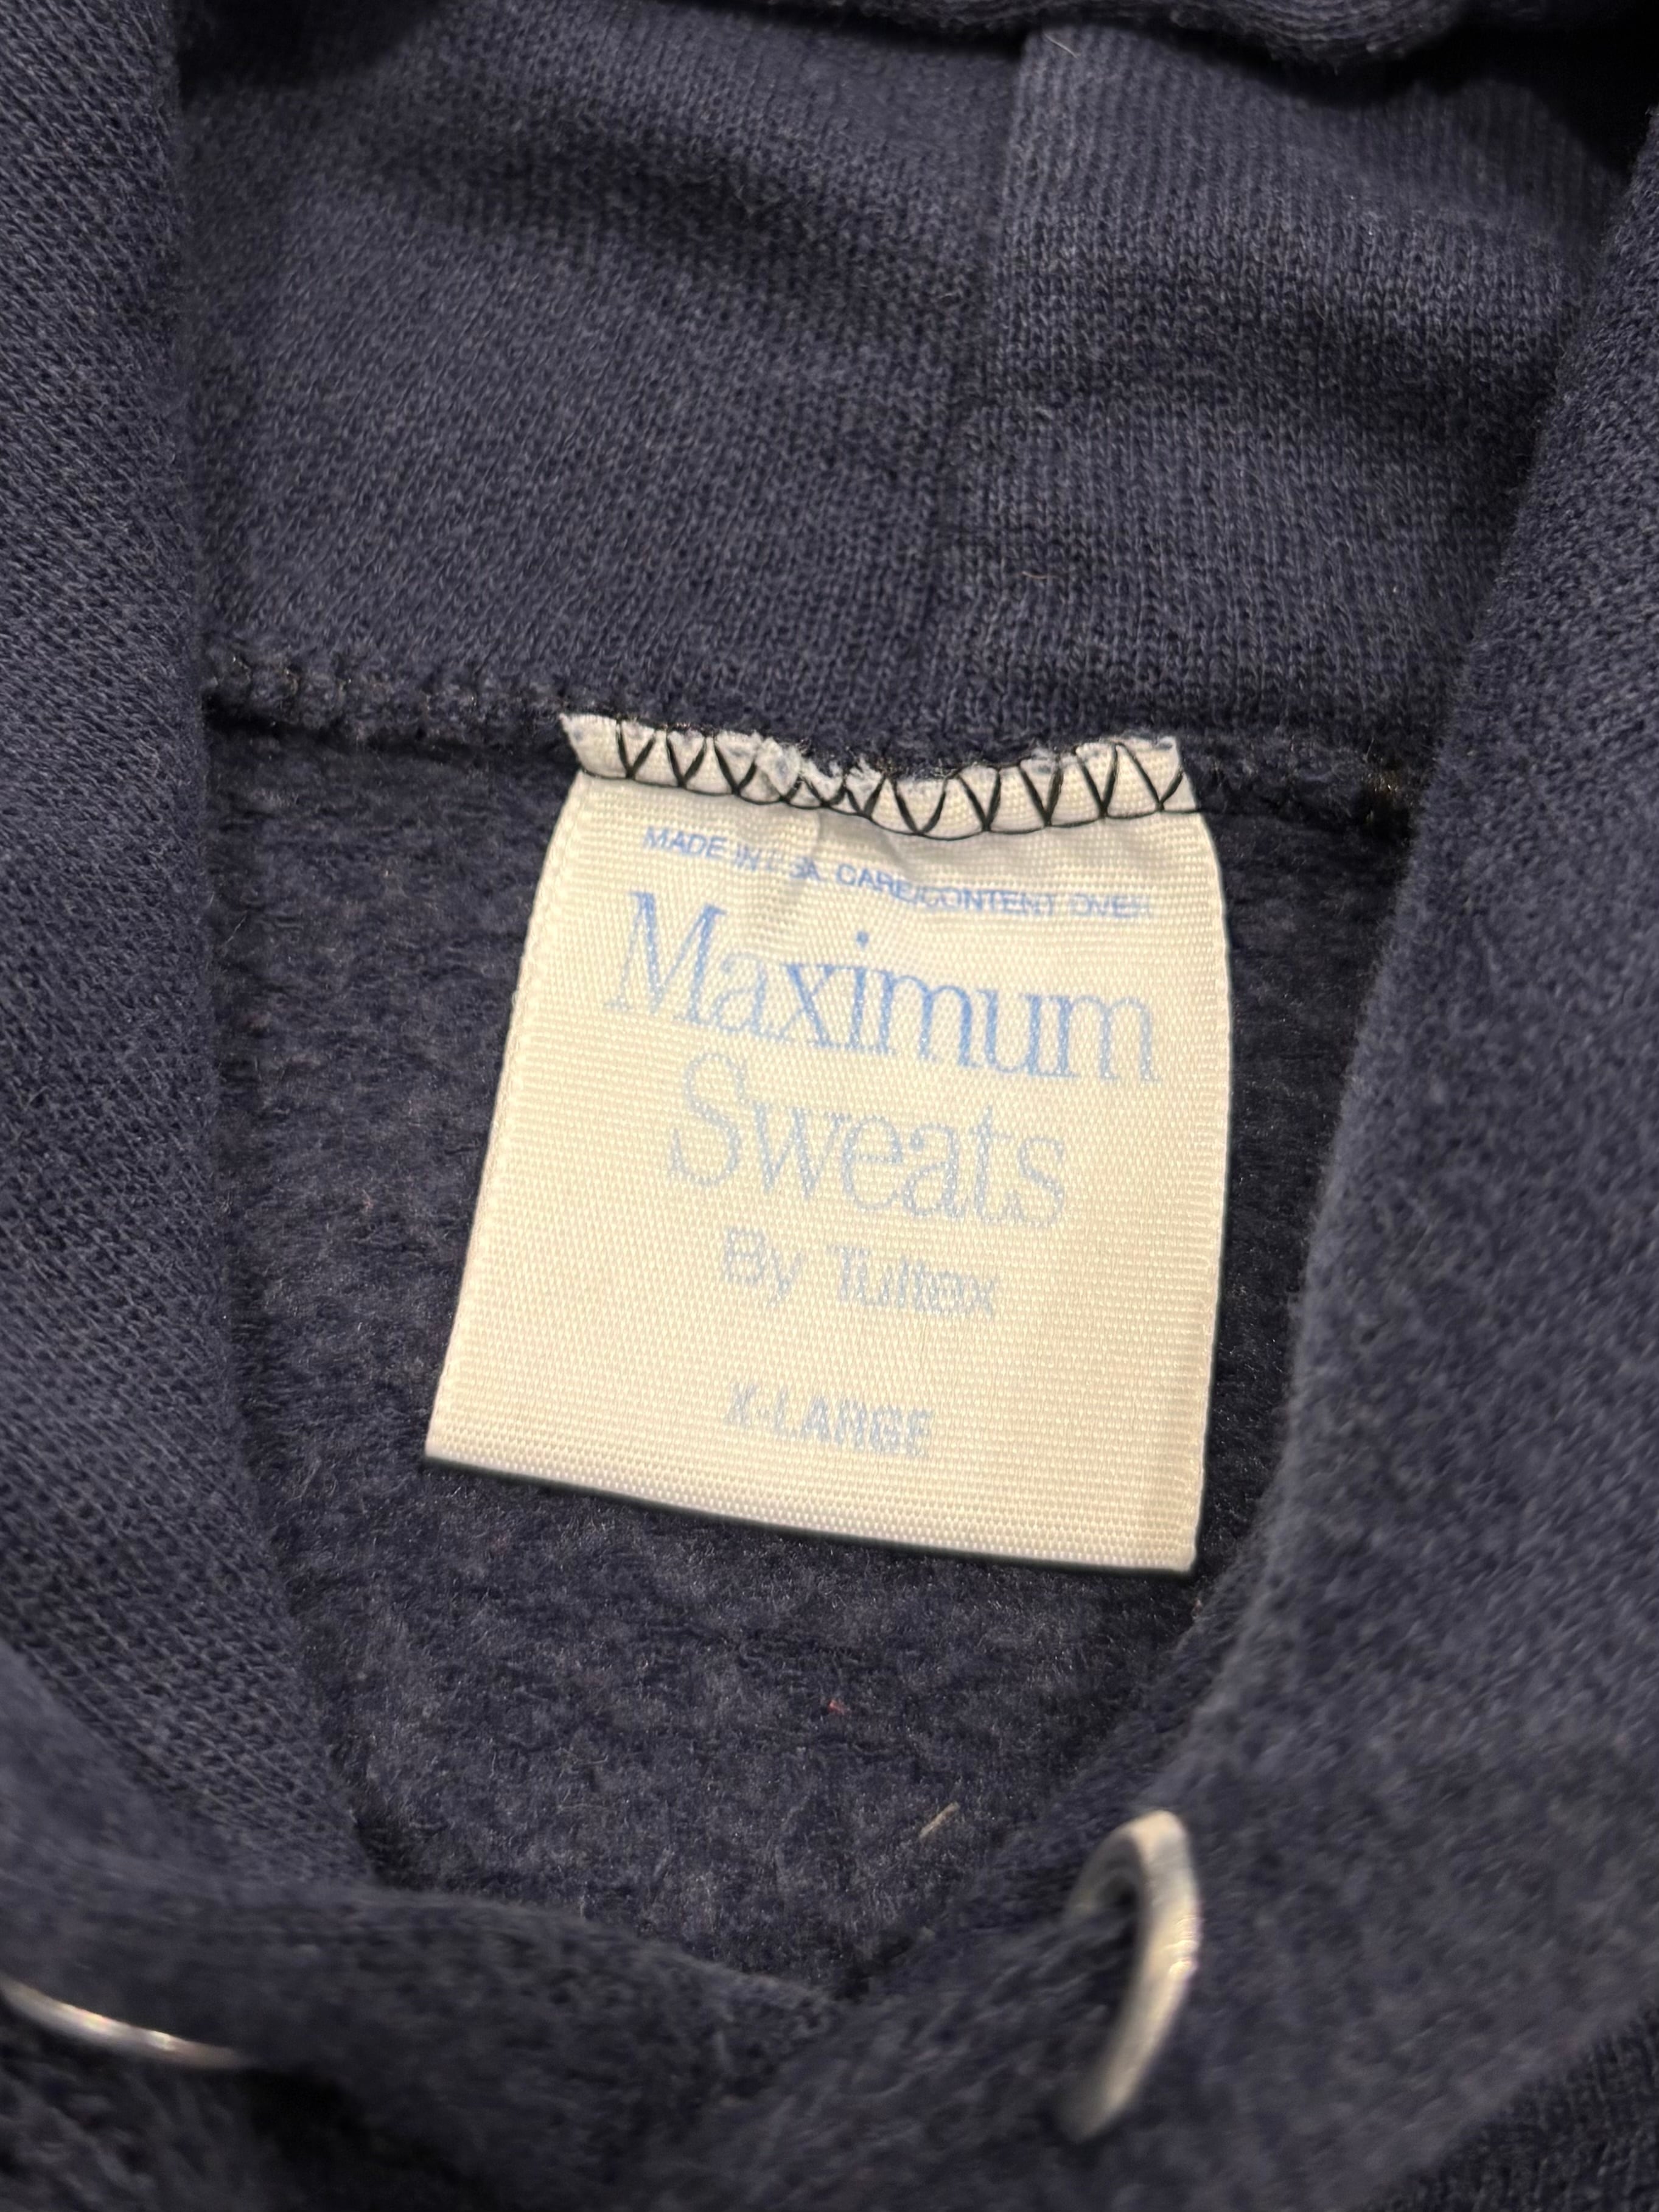 MADE IN U.S.A. CARE/CONTENT OVER
Maximum
Sweats
By Tultex
X-LARGE